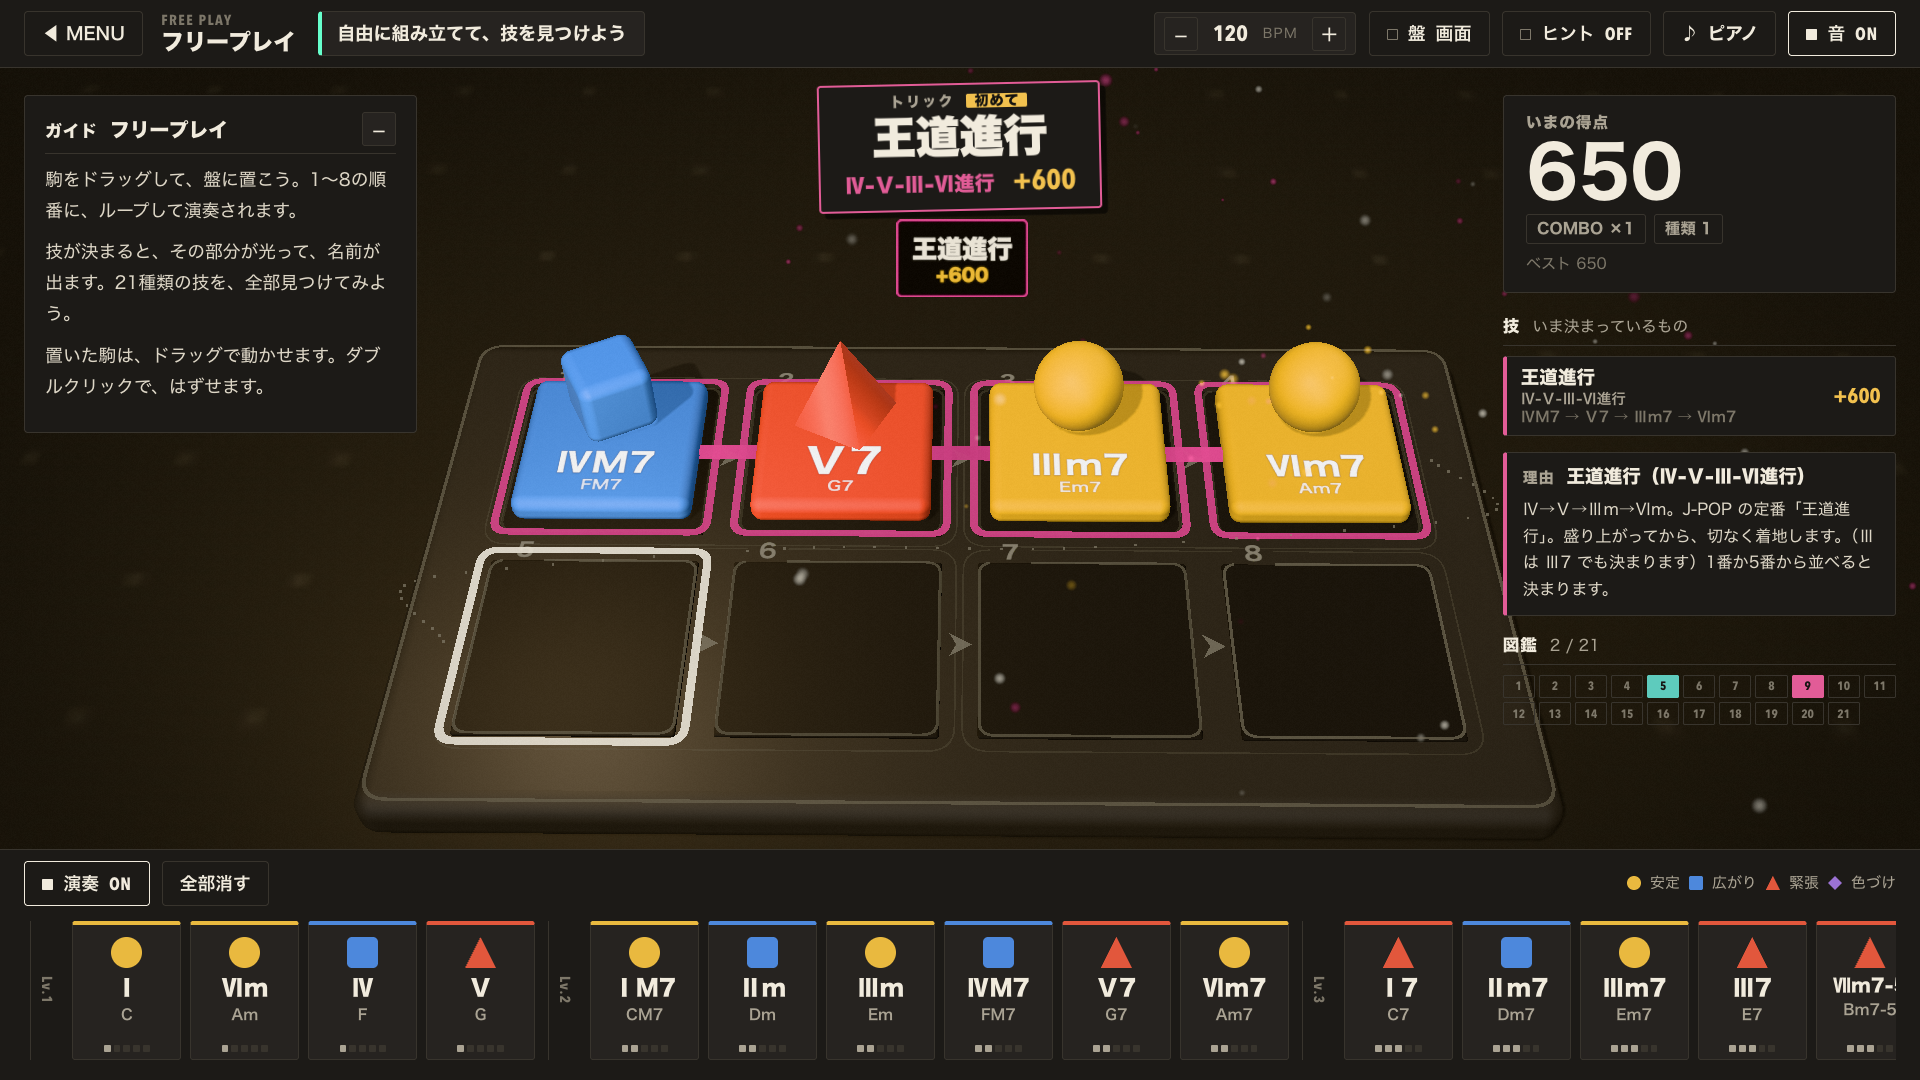 MENU
FREE PLAY
フリープレイ
自由に組み立てて、技を見つけよう
− 120 BPM +
盤 画面
ヒント OFF
♪ ピアノ
音 ON
ガイド フリープレイ −
駒をドラッグして、盤に置こう。1〜8の順
番に、ループして演奏されます。
技が決まると、その部分が光って、名前が
出ます。21種類の技を、全部見つけてみよ
う。
置いた駒は、ドラッグで動かせます。ダブ
ルクリックで、はずせます。
トリック 初めて
王道進行
Ⅳ-Ⅴ-Ⅲ-Ⅵ進行 +600
王道進行
+600
いまの得点
650
COMBO ×1 種類 1
ベスト 650
技 いま決まっているもの
王道進行
Ⅳ-Ⅴ-Ⅲ-Ⅵ進行
ⅣM7 → Ⅴ7 → Ⅲm7 → Ⅵm7
+600
理由 王道進行（Ⅳ-Ⅴ-Ⅲ-Ⅵ進行）
Ⅳ→Ⅴ→Ⅲm→Ⅵm。J-POP の定番「王道進
行」。盛り上がってから、切なく着地します。（Ⅲ
は Ⅲ7 でも決まります）1番か5番から並べると
決まります。
図鑑 2 / 21
1 2 3 4 5 6 7 8 9 10 11
12 13 14 15 16 17 18 19 20 21
ⅣM7
FM7
Ⅴ7
G7
Ⅲm7
Em7
Ⅵm7
Am7
5 6 7 8
演奏 ON
全部消す
安定 広がり 緊張 色づけ
Lv.1
Ⅰ
C
Ⅵm
Am
Ⅳ
F
Ⅴ
G
Lv.2
ⅠM7
CM7
Ⅱm
Dm
Ⅲm
Em
ⅣM7
FM7
Ⅴ7
G7
Ⅵm7
Am7
Lv.3
Ⅰ7
C7
Ⅱm7
Dm7
Ⅲm7
Em7
Ⅲ7
E7
Ⅶm7-5
Bm7-5